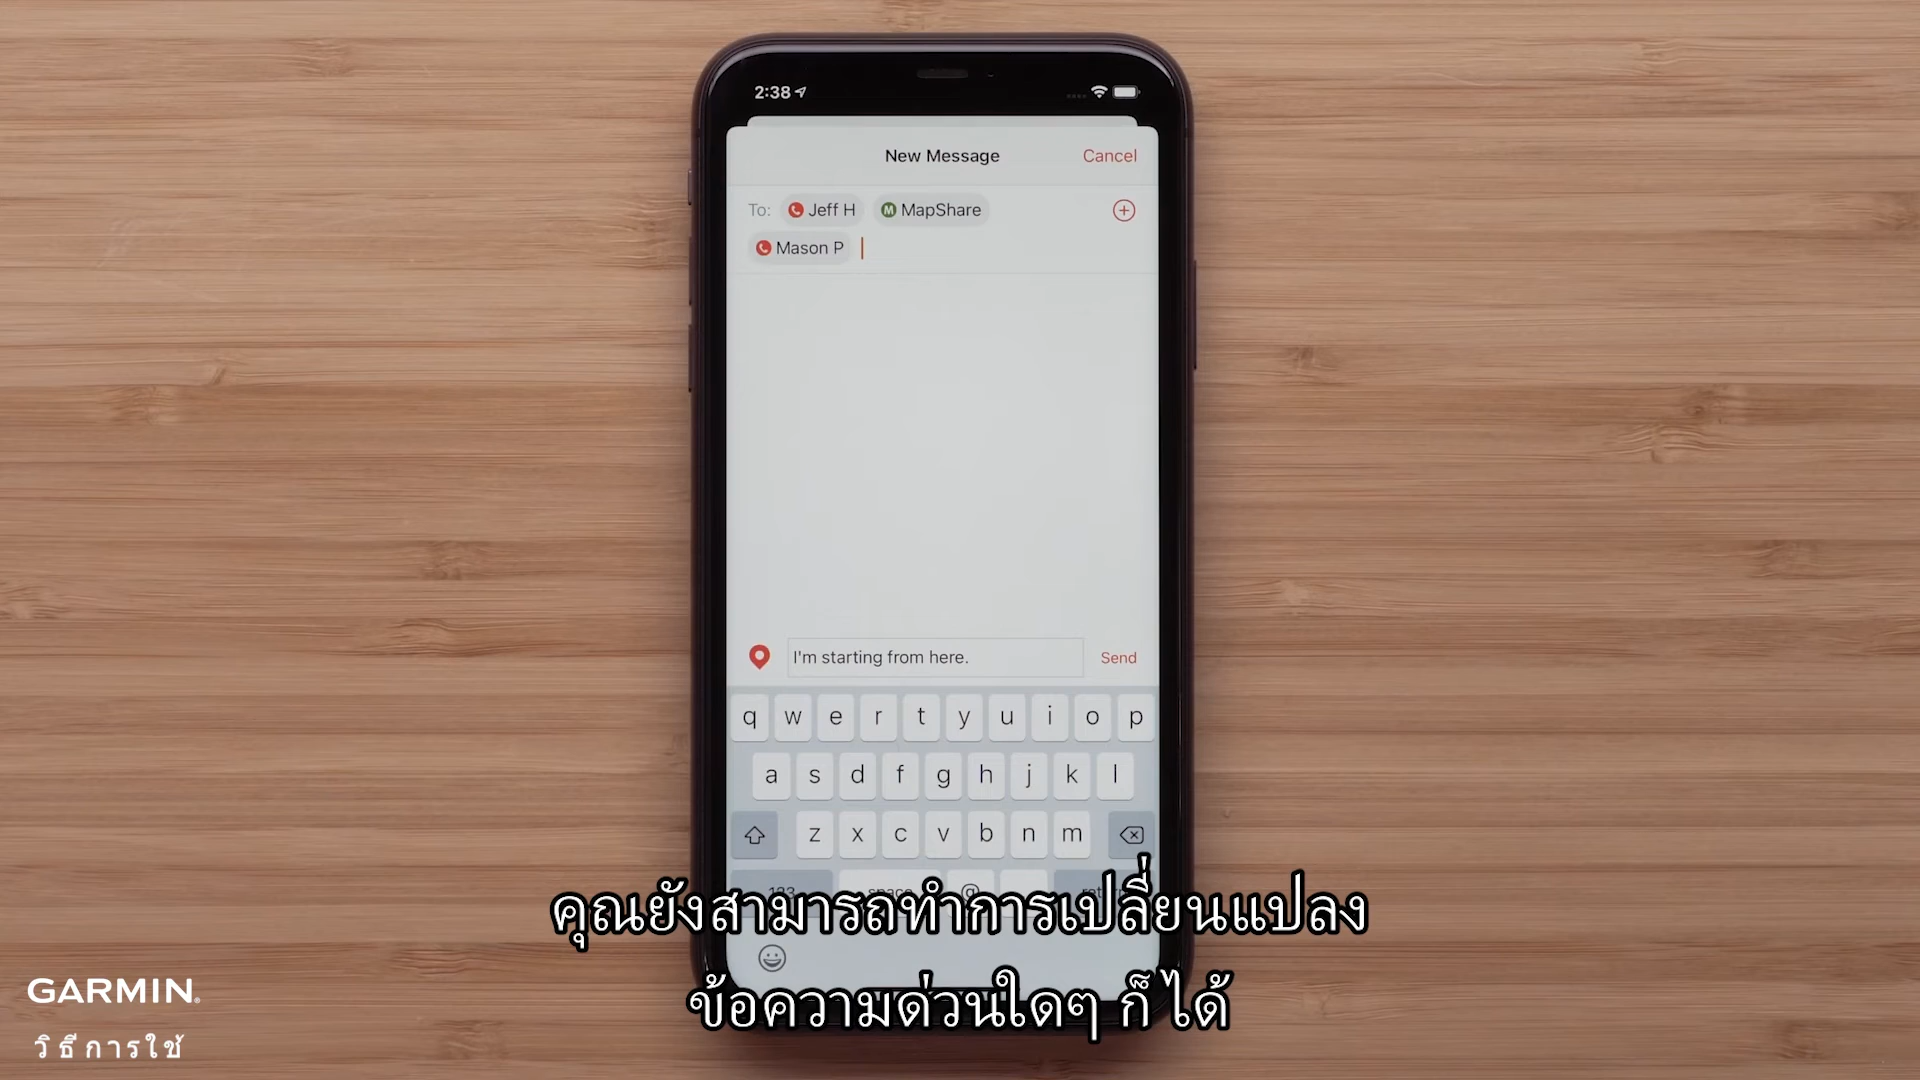 2:38
New Message
Cancel
To: Jeff H MapShare
Mason P
I'm starting from here.
Send
q w e r t y u i o p
a s d f g h j k l
z x c v b n m
123 space @ . return
คุณยังสามารถทำการเปลี่ยนแปลง
ข้อความด่วนใดๆ ก็ได้
GARMIN
วิธีการใช้